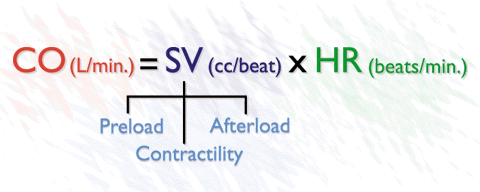 CO (L/min.) = SV (cc/beat) x HR (beats/min.)
Preload Afterload
Contractility